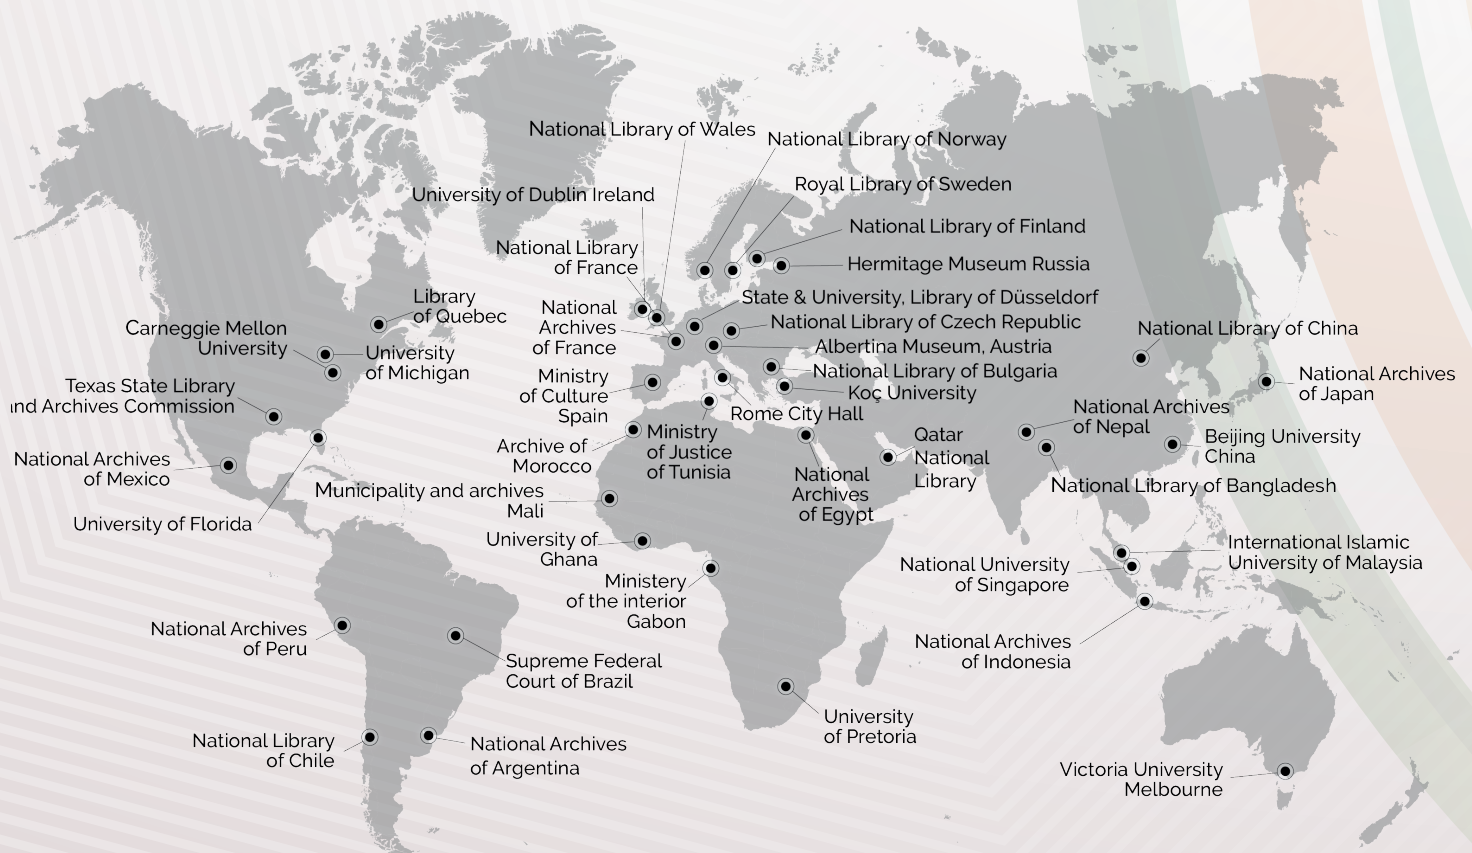 National Library of Wales
National Library of Norway
Royal Library of Sweden
University of Dublin Ireland
National Library of Finland
National Library
of France
Hermitage Museum Russia
State & University, Library of Düsseldorf
Library
of Quebec
National
Archives
of France
National Library of Czech Republic
Carneggie Mellon
University
University
of Michigan
Albertina Museum, Austria
National Library of China
National Library of Bulgaria
Ministry
of Culture
Spain
Koç University
National Archives
of Japan
Texas State Library
nd Archives Commission
Rome City Hall
National Archives
of Nepal
Ministry
of Justice
of Tunisia
Archive of
Morocco
Qatar
National
Library
Beijing University
China
National Archives
of Mexico
National
Archives
of Egypt
National Library of Bangladesh
Municipality and archives
Mali
University of Florida
University of
Ghana
International Islamic
University of Malaysia
National University
of Singapore
Ministery
of the interior
Gabon
National Archives
of Peru
National Archives
of Indonesia
Supreme Federal
Court of Brazil
University
of Pretoria
National Library
of Chile
National Archives
of Argentina
Victoria University
Melbourne